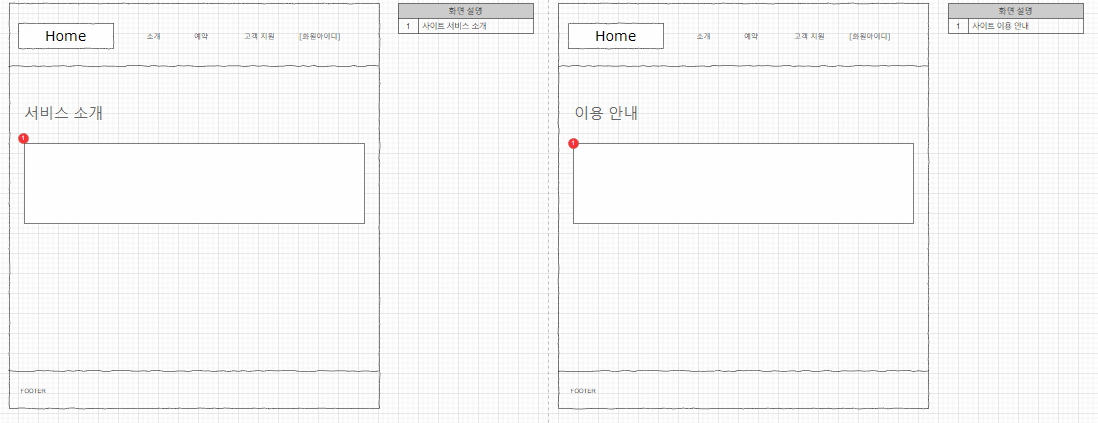 Home
소개
예약
고객 지원
[회원아이디]
서비스 소개
1
FOOTER
화면 설명
1 사이트 서비스 소개
Home
소개
예약
고객 지원
[회원아이디]
이용 안내
1
FOOTER
화면 설명
1 사이트 이용 안내